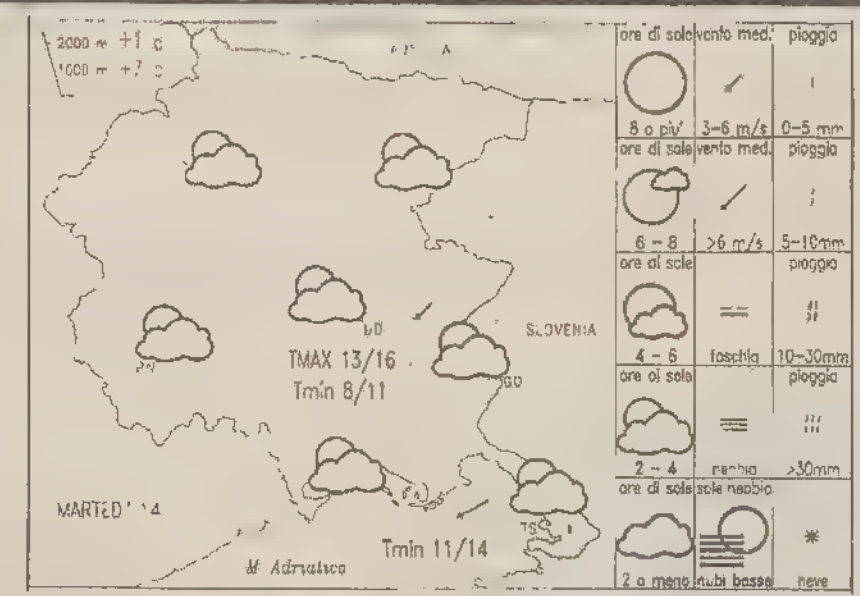 2000 m +1 c
1000 m +7 c
UD
SLOVENIA
PN
TMAX 13/16
Tmin 8/11
GO
MARTED' 14
TS
Tmin 11/14
M Adriatico
ore di sole vento med. pioggia
8 o piu' 3-6 m/s 0-5 mm
ore di sole vento med. pioggia
6 - 8 >6 m/s 5-10mm
ore di sole pioggia
4 - 6 foschia 10-30mm
ore di sole pioggia
2 - 4 nebbia >30mm
ore di sole sole nebbia
2 o meno nubi basse neve